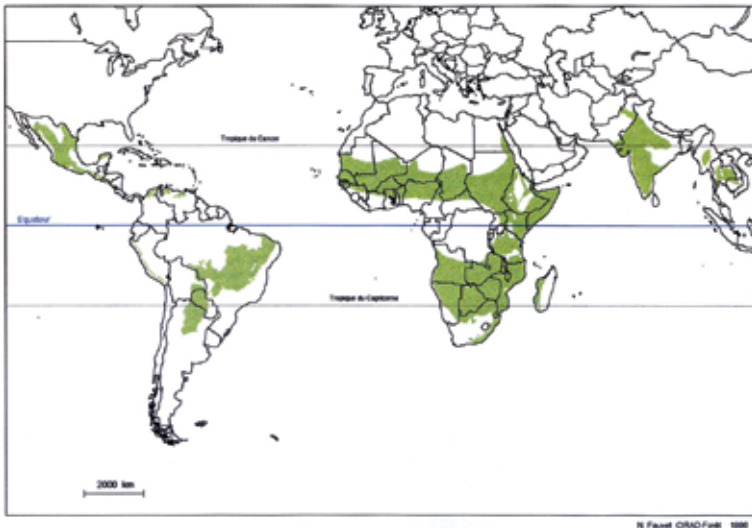 Tropique du Cancer
Equateur
Tropique du Capricorne
2000 km
N. Fauvet CIRAD-Forêt 1999